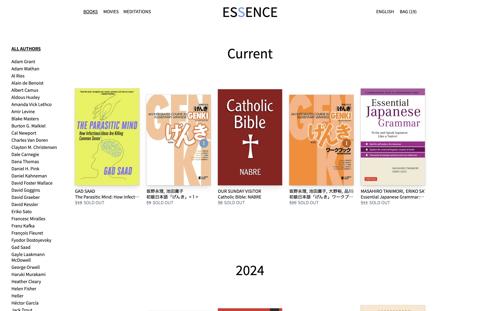 BOOKS MOVIES MEDITATIONS
ESSENCE
ENGLISH BAG (19)
ALL AUTHORS
Adam Grant
Adam Wathan
Al Ries
Alain de Benoist
Albert Camus
Aldous Huxley
Amanda Vick Lethco
Amir Levine
Blake Masters
Burton G. Malkiel
Cal Newport
Charles Van Doren
Clayton M. Christensen
Dale Carnegie
Dana Thomas
Daniel H. Pink
Daniel Kahneman
David Foster Wallace
David Goggins
David Graeber
David Kessler
Eriko Sato
Francesc Miralles
Franz Kafka
François Fleuret
Fyodor Dostoyevsky
Gad Saad
Gayle Laakmann
McDowell
George Orwell
Haruki Murakami
Heather Cleary
Helen Fisher
Heller
Héctor García
Jack Trout
Current
THE PARASITIC MIND
How Infectious Ideas Are Killing
Common Sense
GAD SAAD
GENKI
げんき
Catholic
Bible
NABRE
GENKI
げんき
ワークブック
Essential
Japanese
Grammar
GAD SAAD
The Parasitic Mind: How Infect…
SOLD OUT
坂野永理, 池田庸子
初級日本語「げんき」< I >
SOLD OUT
OUR SUNDAY VISITOR
Catholic Bible: NABRE
SOLD OUT
坂野永理, 池田庸子, 大野裕, 品川
初級日本語「げんき」ワークブ…
SOLD OUT
MASAHIRO TANIMORI, ERIKO SA
Essential Japanese Grammar:…
SOLD OUT
2024